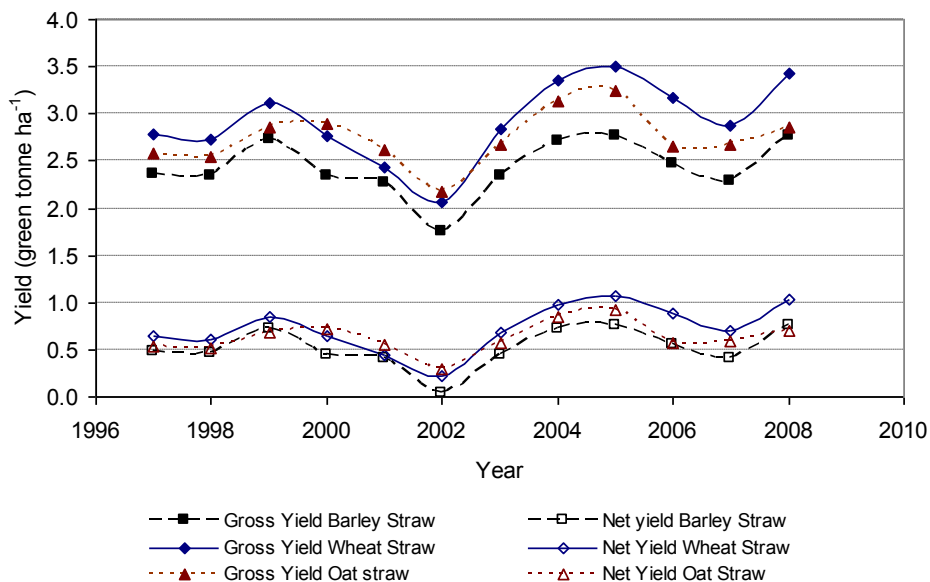 4.0
3.5
3.0
2.5
2.0
1.5
1.0
0.5
0.0
Yield (green tonne ha-1)
1996 1998 2000 2002 2004 2006 2008 2010
Year
Gross Yield Barley Straw Net yield Barley Straw
Gross Yield Wheat Straw Net Yield Wheat Straw
Gross Yield Oat straw Net Yield Oat Straw